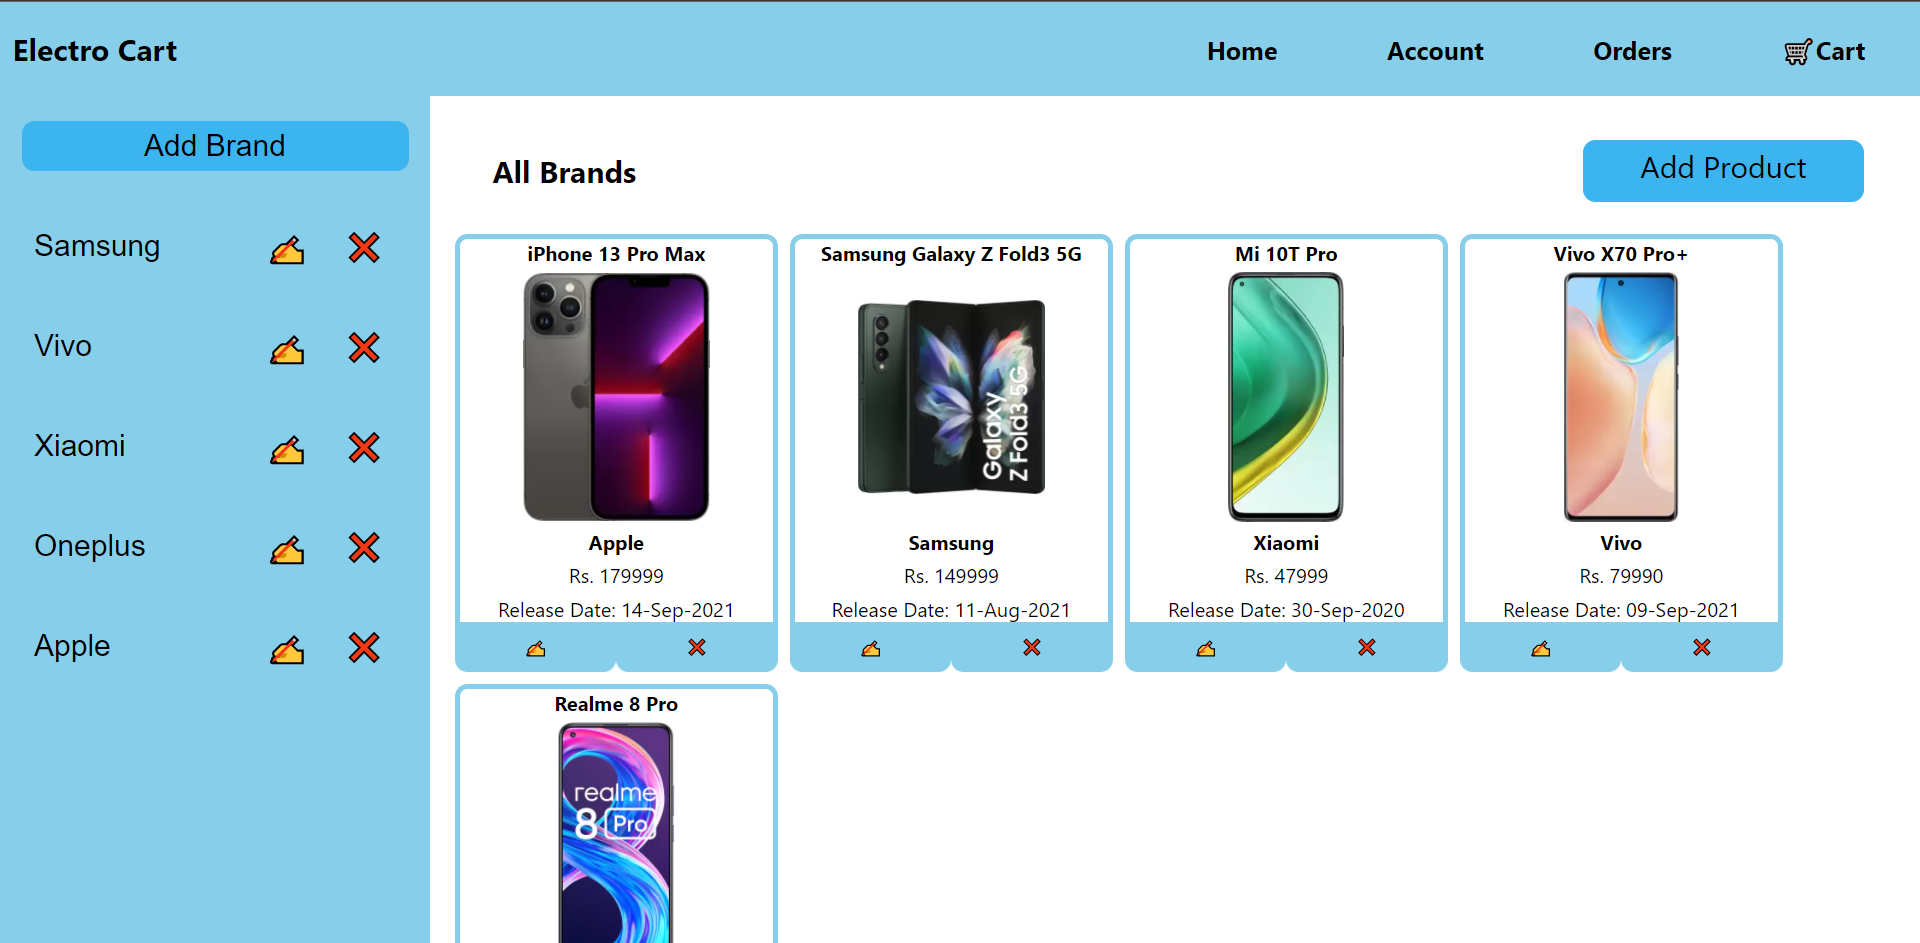 Electro Cart
Home
Account
Orders
Cart
Add Brand
Samsung
Vivo
Xiaomi
Oneplus
Apple
All Brands
Add Product
iPhone 13 Pro Max
Apple
Rs. 179999
Release Date: 14-Sep-2021
Samsung Galaxy Z Fold3 5G
Galaxy
Z Fold3 5G
Samsung
Rs. 149999
Release Date: 11-Aug-2021
Mi 10T Pro
Xiaomi
Rs. 47999
Release Date: 30-Sep-2020
Vivo X70 Pro+
Vivo
Rs. 79990
Release Date: 09-Sep-2021
Realme 8 Pro
realme
8 Pro